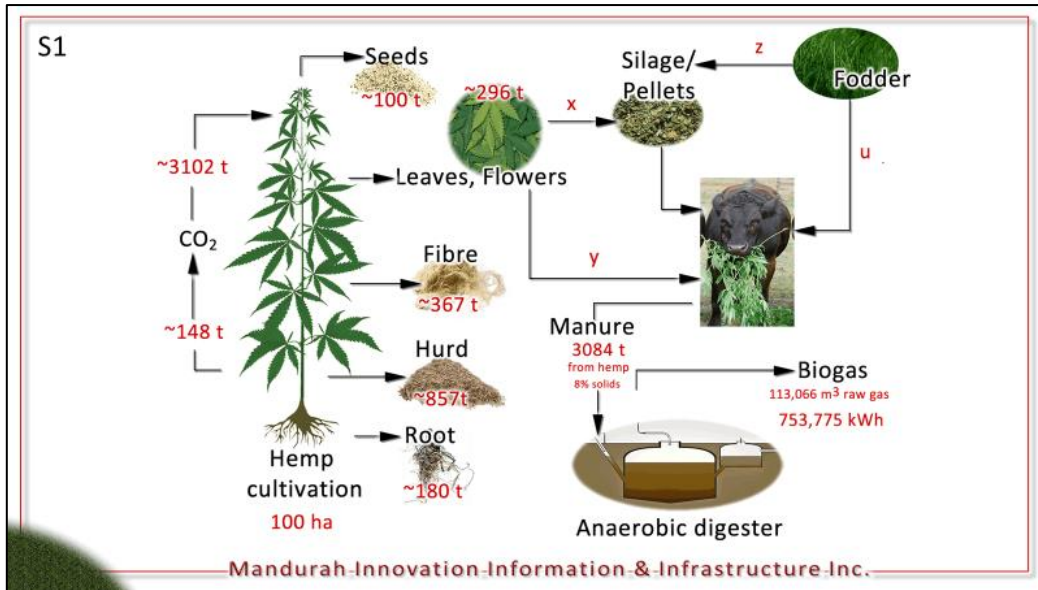 S1
Seeds
~100 t
~296 t
x
Silage/
Pellets
z
Fodder
u
~3102 t
Leaves, Flowers
CO₂
y
Fibre
~367 t
~148 t
Manure
3084 t
from hemp
8% solids
Hurd
~857t
Biogas
113,066 m³ raw gas
753,775 kWh
Root
~180 t
Hemp
cultivation
100 ha
Anaerobic digester
Mandurah Innovation Information & Infrastructure Inc.